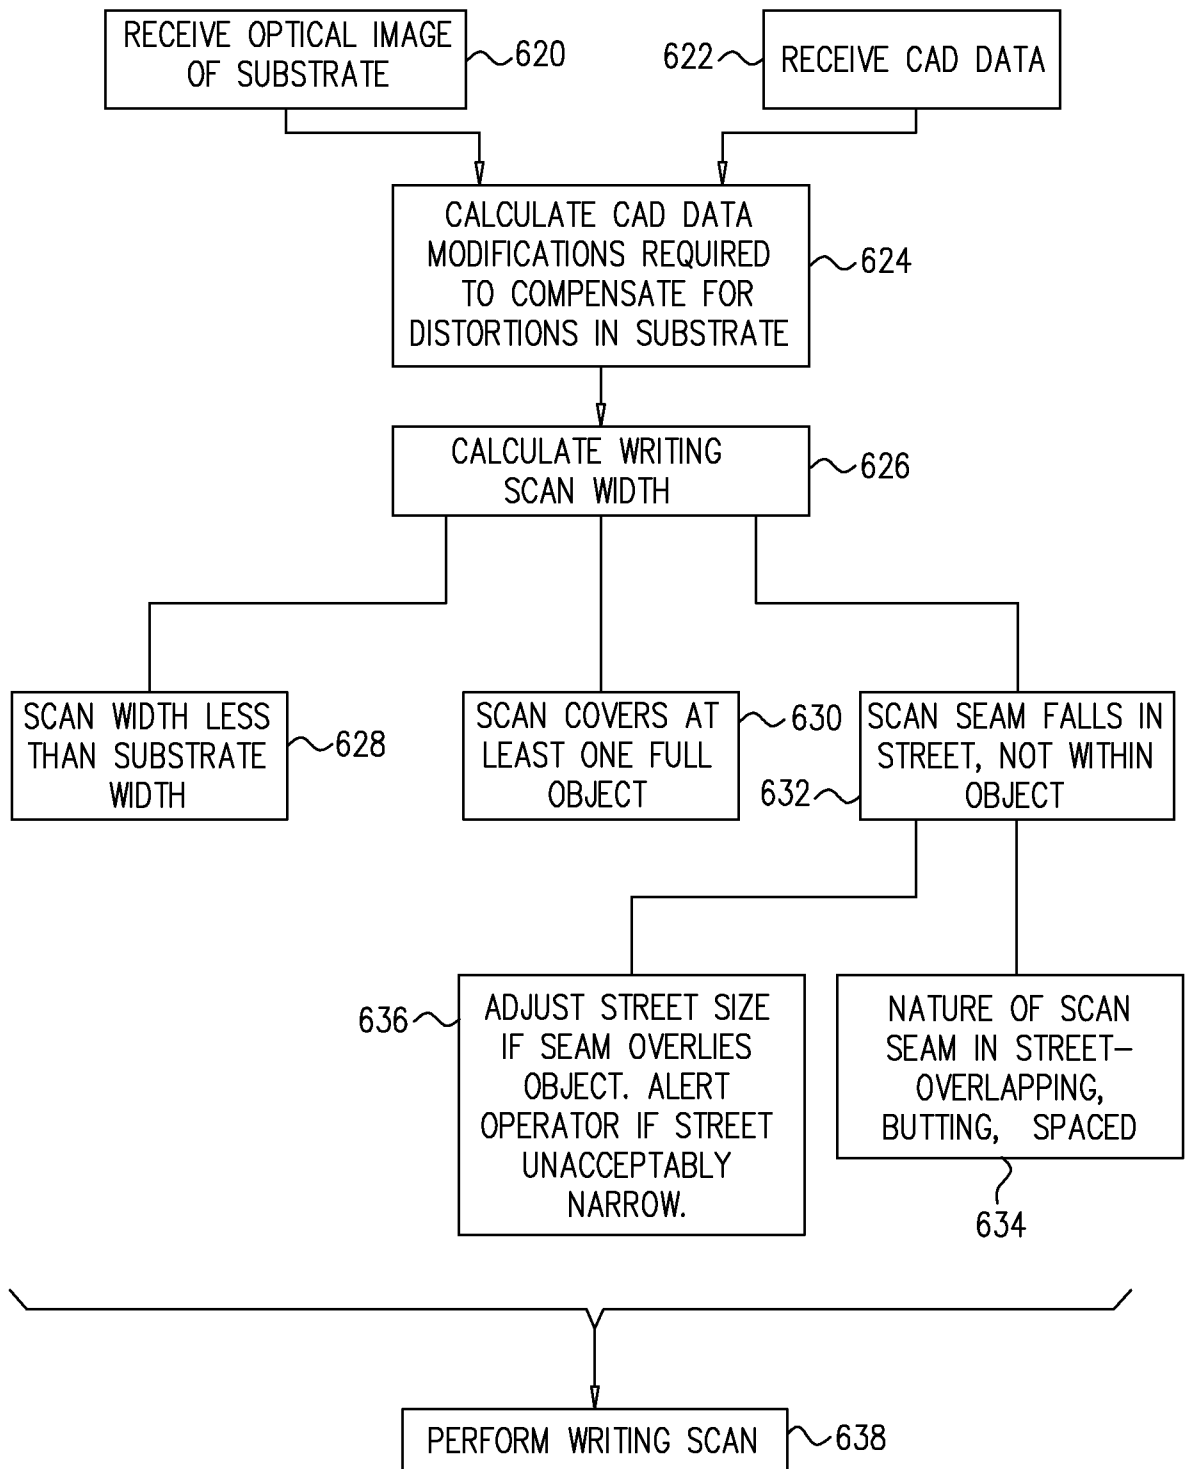 RECEIVE OPTICAL IMAGE
OF SUBSTRATE
620
622
RECEIVE CAD DATA
CALCULATE CAD DATA
MODIFICATIONS REQUIRED
TO COMPENSATE FOR
DISTORTIONS IN SUBSTRATE
624
CALCULATE WRITING
SCAN WIDTH
626
SCAN WIDTH LESS
THAN SUBSTRATE
WIDTH
628
SCAN COVERS AT
LEAST ONE FULL
OBJECT
630
SCAN SEAM FALLS IN
STREET, NOT WITHIN
OBJECT
632
636
ADJUST STREET SIZE
IF SEAM OVERLIES
OBJECT. ALERT
OPERATOR IF STREET
UNACCEPTABLY
NARROW.
NATURE OF SCAN
SEAM IN STREET–
OVERLAPPING,
BUTTING, SPACED
634
PERFORM WRITING SCAN
638